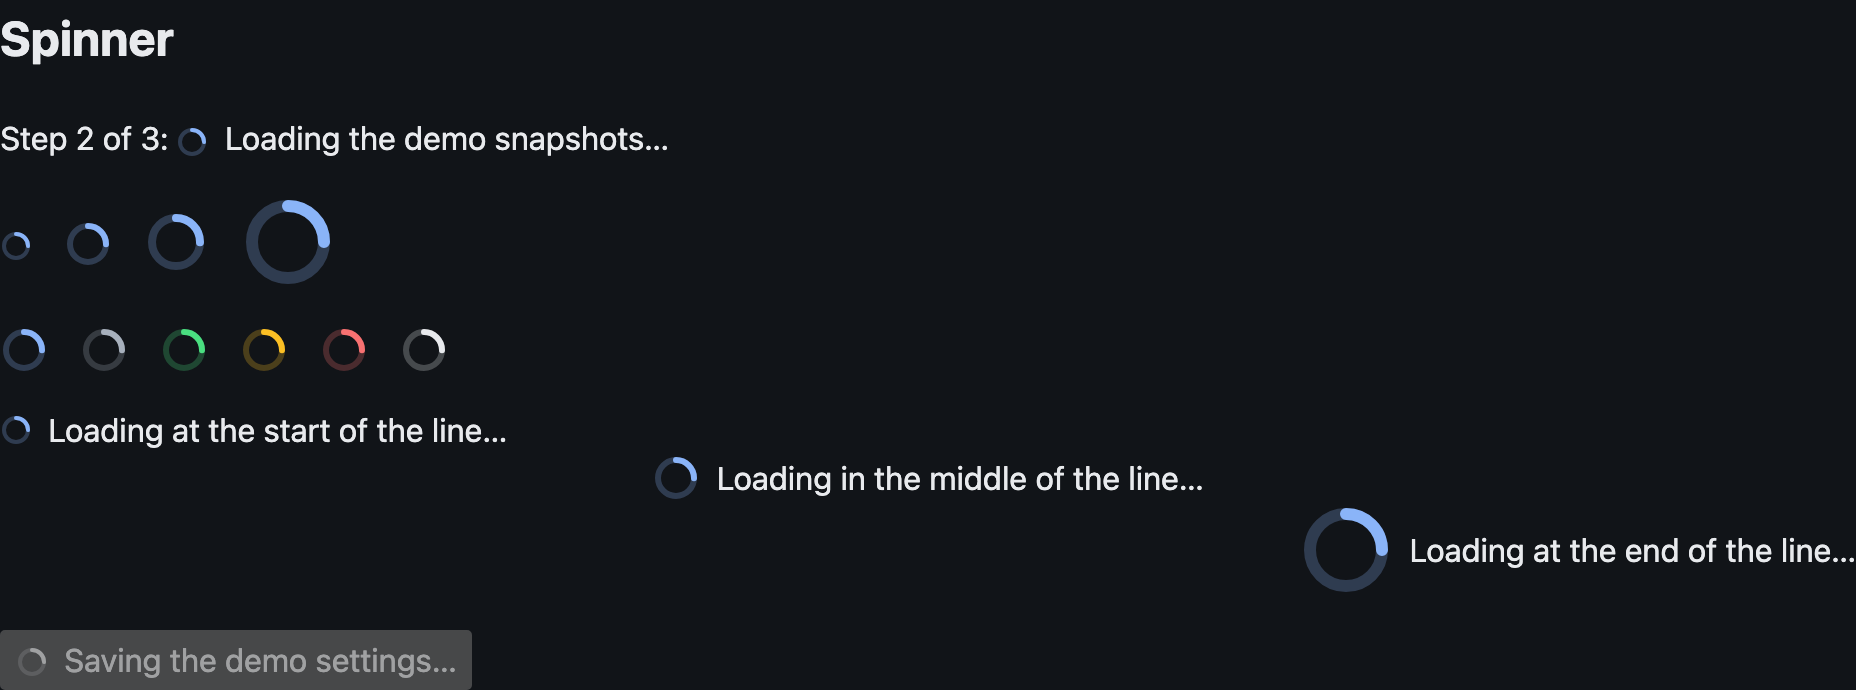 Spinner
Step 2 of 3: Loading the demo snapshots...
Loading at the start of the line...
Loading in the middle of the line...
Loading at the end of the line...
Saving the demo settings...